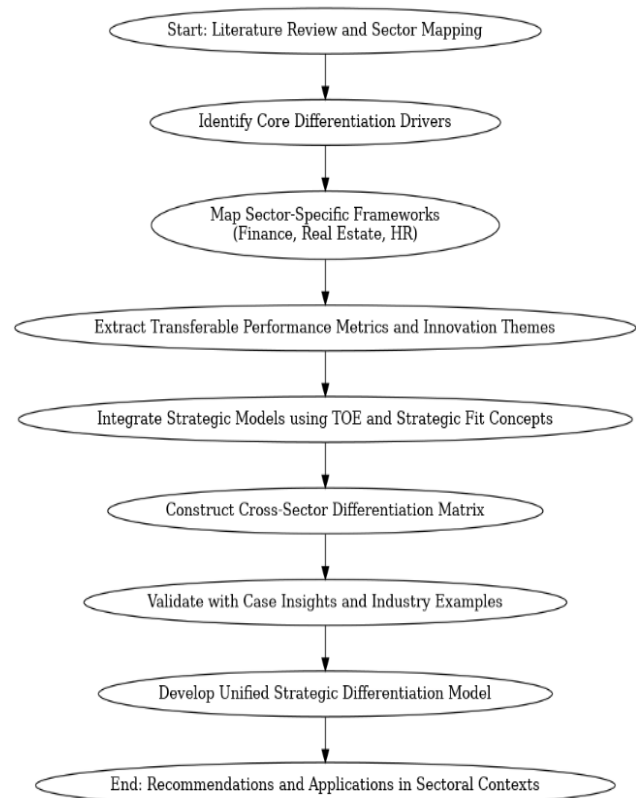 Start: Literature Review and Sector Mapping
Identify Core Differentiation Drivers
Map Sector-Specific Frameworks
(Finance, Real Estate, HR)
Extract Transferable Performance Metrics and Innovation Themes
Integrate Strategic Models using TOE and Strategic Fit Concepts
Construct Cross-Sector Differentiation Matrix
Validate with Case Insights and Industry Examples
Develop Unified Strategic Differentiation Model
End: Recommendations and Applications in Sectoral Contexts